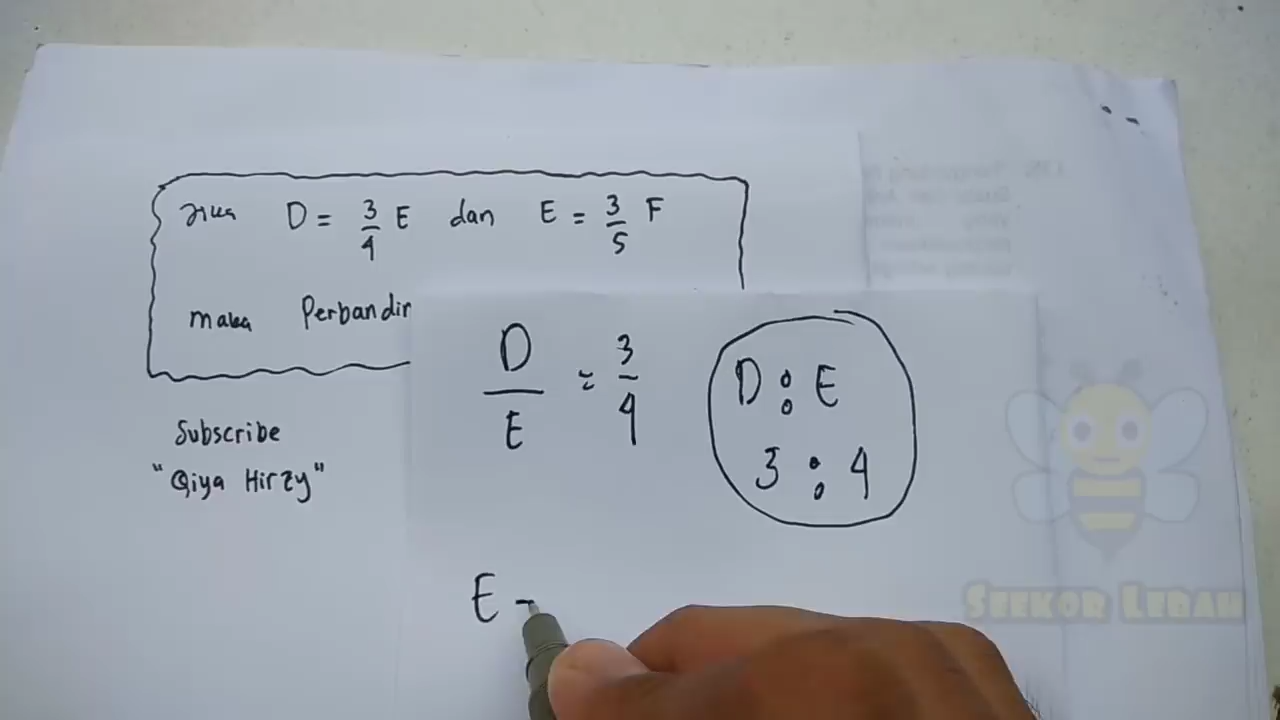 Jika D = 3/4 E dan E = 3/5 F
maka Perbandin
D/E = 3/4
D : E
3 : 4
Subscribe
"Qiya Hirzy"
E -
SEEKOR LEBAH